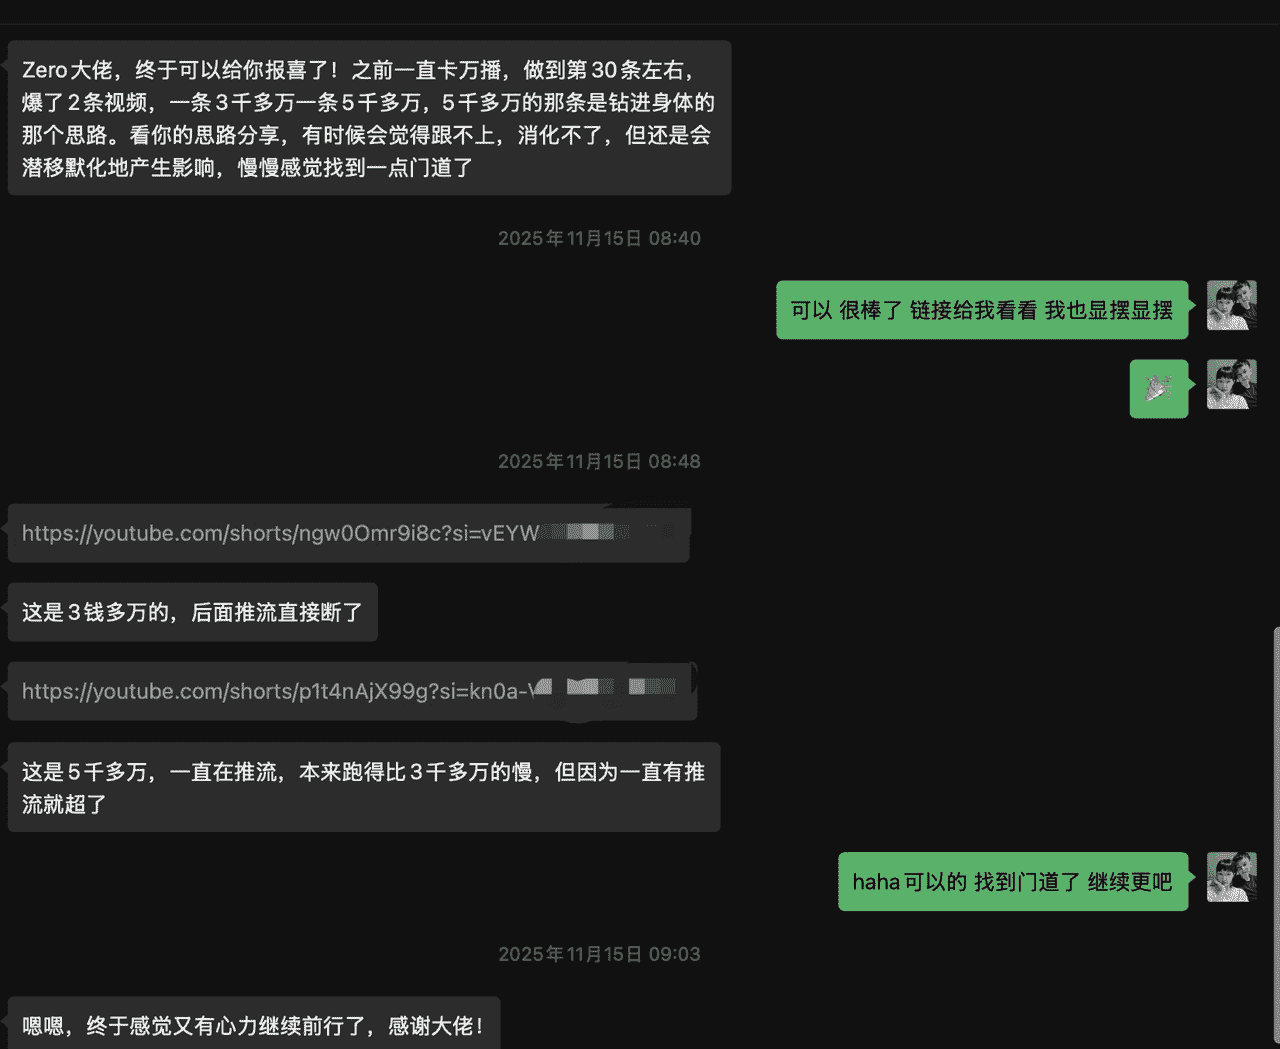 Zero大佬，终于可以给你报喜了！之前一直卡万播，做到第30条左右，
爆了2条视频，一条3千多万一条5千多万，5千多万的那条是钻进身体的
那个思路。看你的思路分享，有时候会觉得跟不上，消化不了，但还是会
潜移默化地产生影响，慢慢感觉找到一点门道了
2025年11月15日 08:40
可以 很棒了 链接给我看看 我也显摆显摆
2025年11月15日 08:48
https://youtube.com/shorts/ngw0Omr9i8c?si=vEYW
这是3钱多万的，后面推流直接断了
https://youtube.com/shorts/p1t4nAjX99g?si=kn0a-
这是5千多万，一直在推流，本来跑得比3千多万的慢，但因为一直有推
流就超了
haha可以的 找到门道了 继续更吧
2025年11月15日 09:03
嗯嗯，终于感觉又有心力继续前行了，感谢大佬！